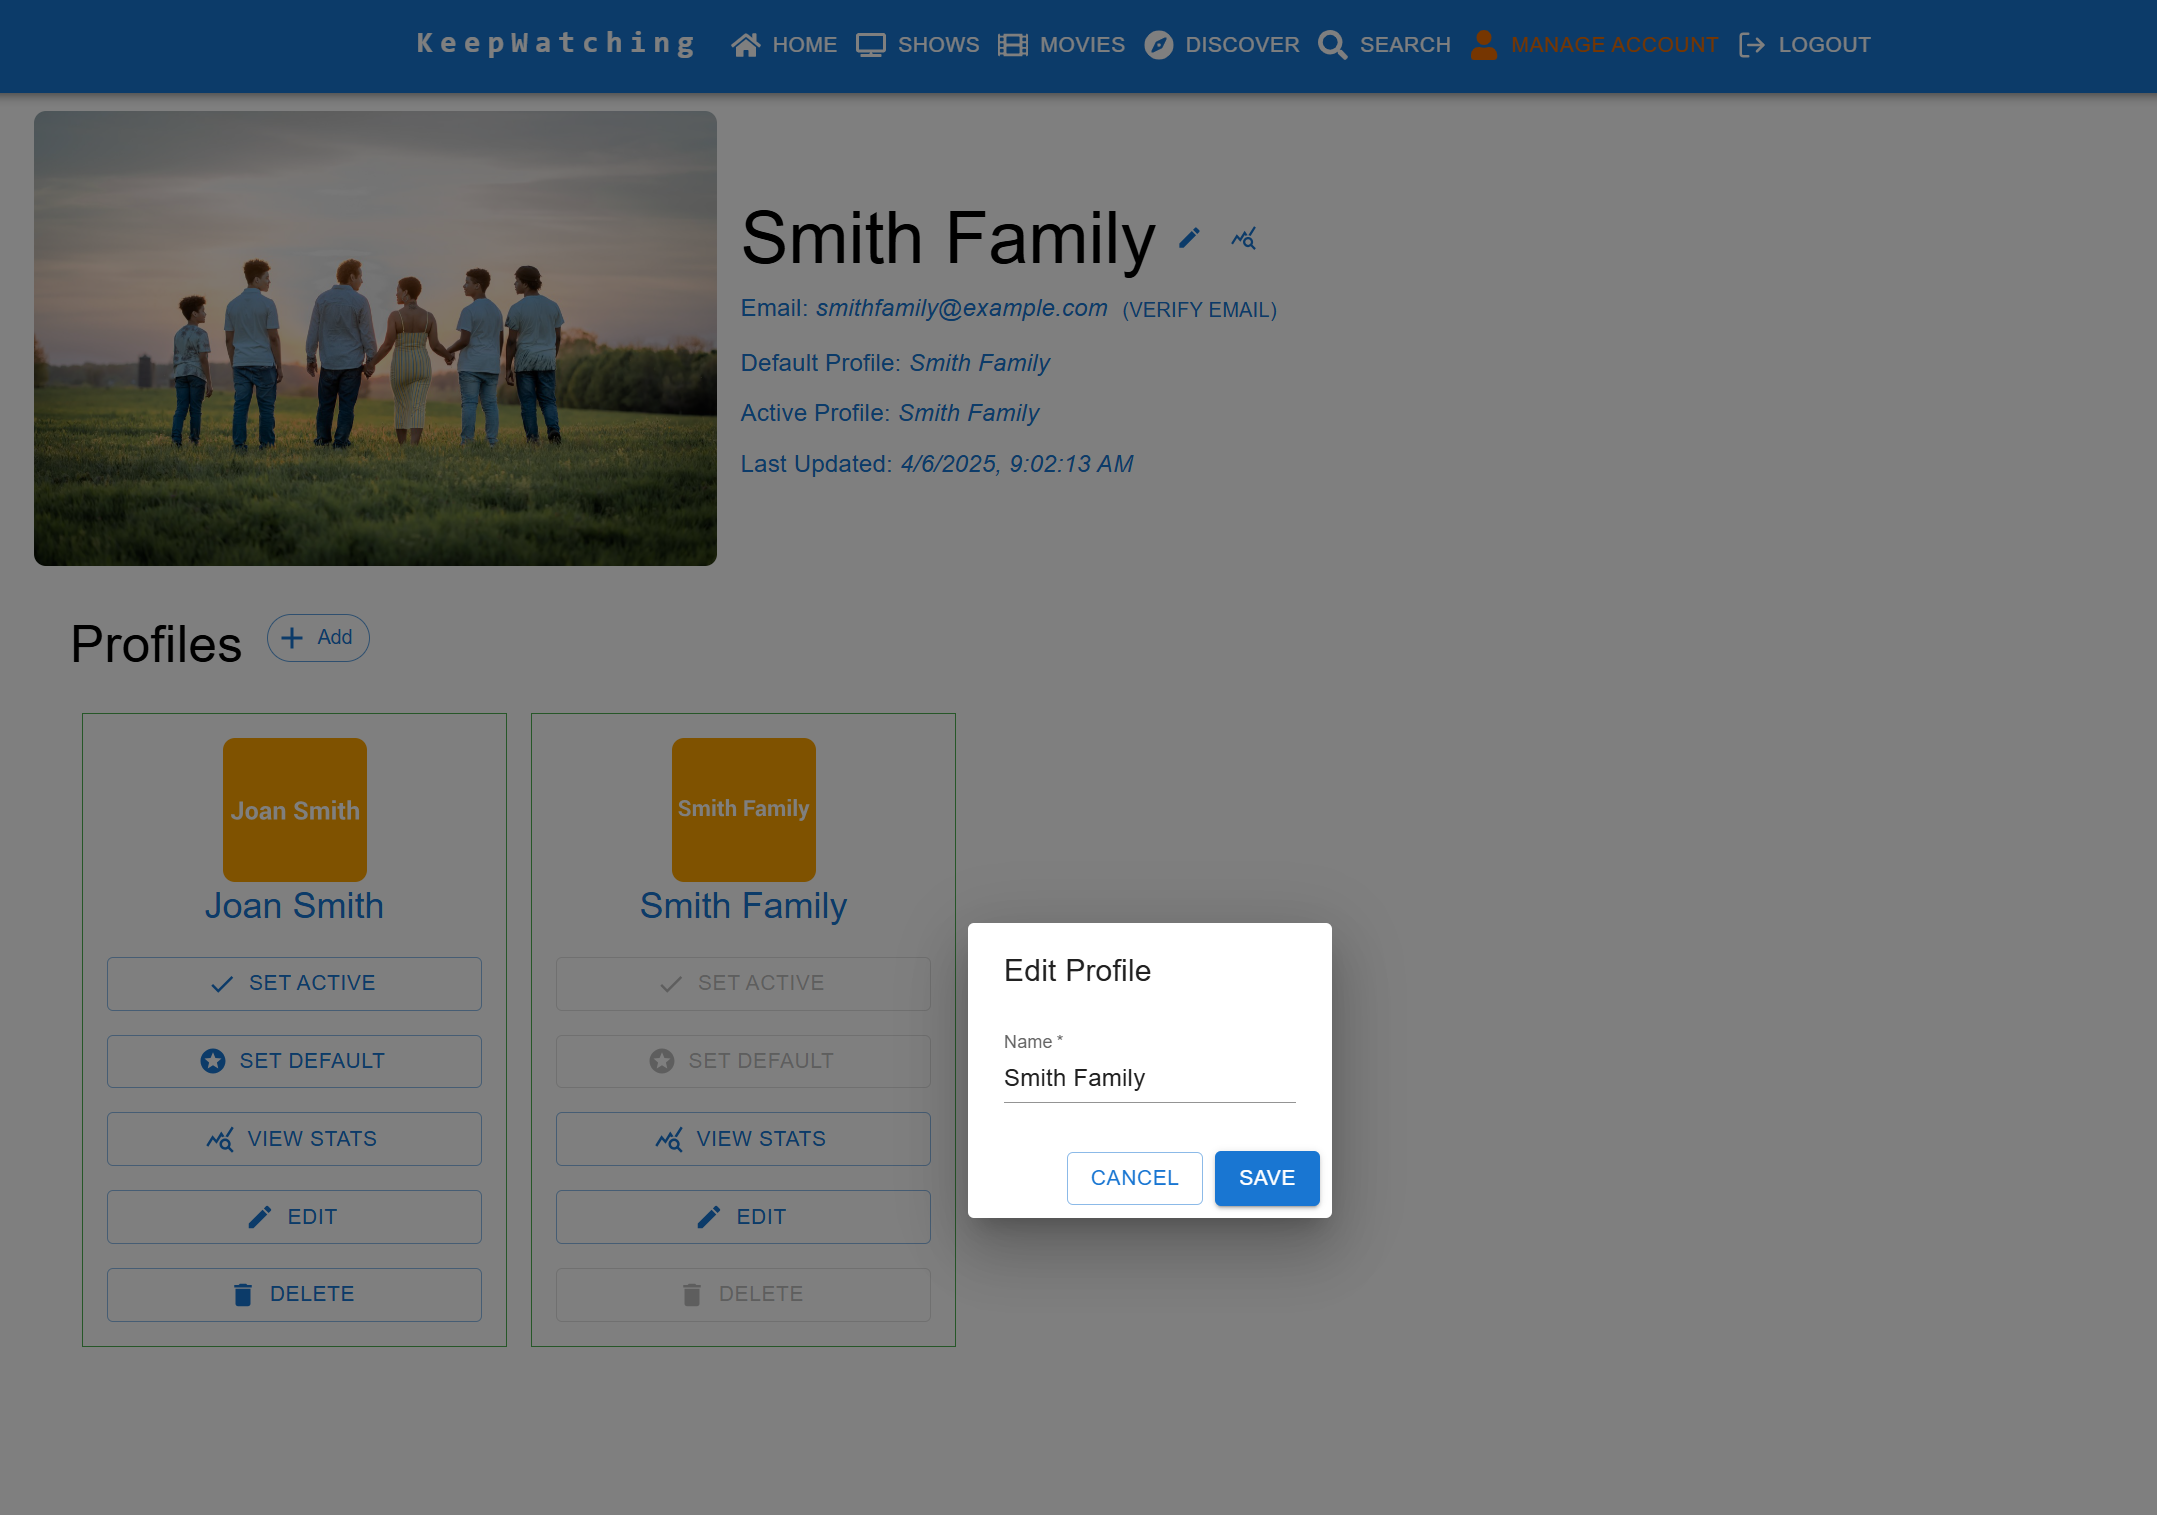 KeepWatching HOME SHOWS MOVIES DISCOVER SEARCH MANAGE ACCOUNT LOGOUT
Smith Family
Email: smithfamily@example.com (VERIFY EMAIL)
Default Profile: Smith Family
Active Profile: Smith Family
Last Updated: 4/6/2025, 9:02:13 AM
Profiles Add
Joan Smith
Joan Smith
SET ACTIVE
SET DEFAULT
VIEW STATS
EDIT
DELETE
Smith Family
Smith Family
SET ACTIVE
SET DEFAULT
VIEW STATS
EDIT
DELETE
Edit Profile
Name *
Smith Family
CANCEL SAVE